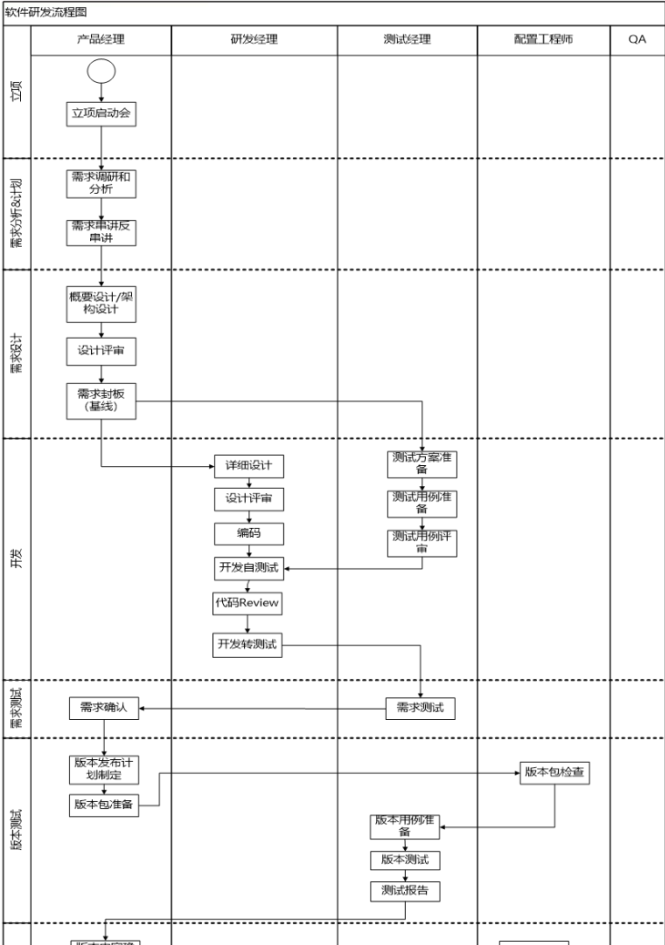 软件研发流程图
产品经理
研发经理
测试经理
配置工程师
QA
立项
立项启动会
需求分析&计划
需求调研和
分析
需求串讲反
串讲
需求设计
概要设计/架
构设计
设计评审
需求封板
（基线）
开发
详细设计
测试方案准
备
设计评审
测试用例准
备
编码
测试用例评
审
开发自测试
代码Review
开发转测试
需求测试
需求确认
需求测试
版本测试
版本发布计
划制定
版本包检查
版本包准备
版本用例准
备
版本测试
测试报告